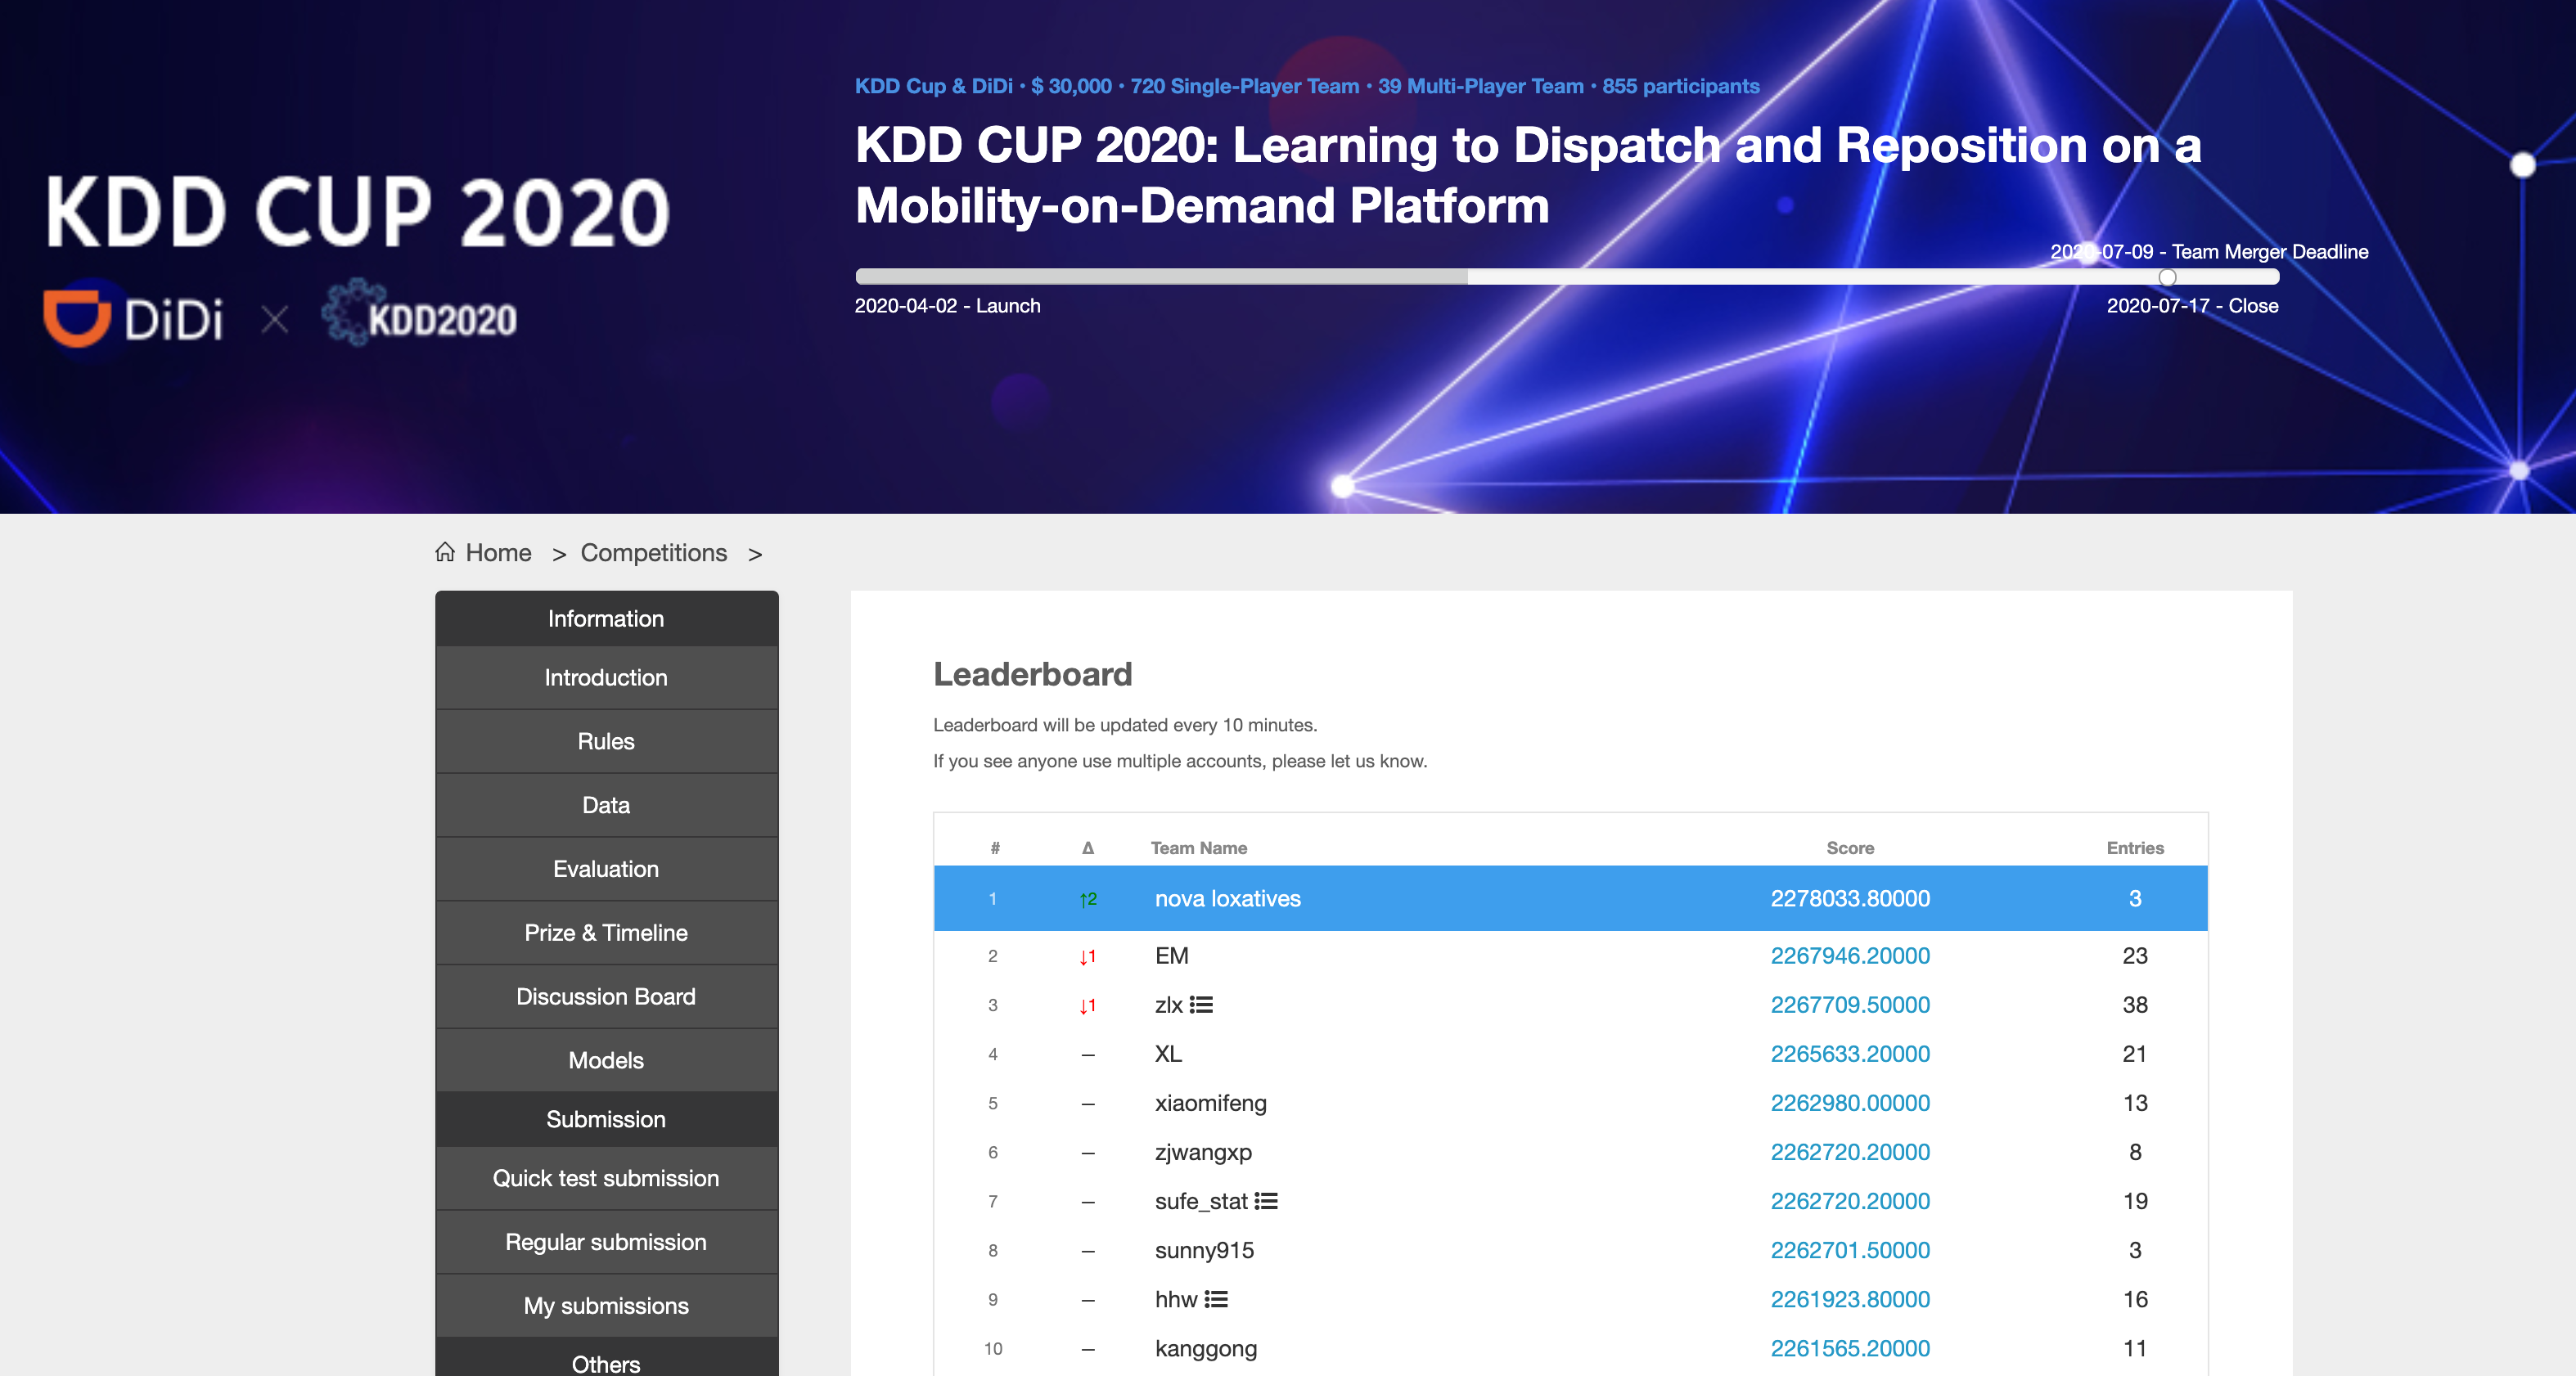 KDD CUP 2020
DiDi × KDD2020
KDD Cup & DiDi • $ 30,000 • 720 Single-Player Team • 39 Multi-Player Team • 855 participants
KDD CUP 2020: Learning to Dispatch and Reposition on a
Mobility-on-Demand Platform
2020-07-09 - Team Merger Deadline
2020-04-02 - Launch
2020-07-17 - Close
Home > Competitions >
Information
Introduction
Rules
Data
Evaluation
Prize & Timeline
Discussion Board
Models
Submission
Quick test submission
Regular submission
My submissions
Others
Leaderboard
Leaderboard will be updated every 10 minutes.
If you see anyone use multiple accounts, please let us know.
# Δ Team Name Score Entries
1 ↑2 nova loxatives 2278033.80000 3
2 ↓1 EM 2267946.20000 23
3 ↓1 zlx 2267709.50000 38
4 – XL 2265633.20000 21
5 – xiaomifeng 2262980.00000 13
6 – zjwangxp 2262720.20000 8
7 – sufe_stat 2262720.20000 19
8 – sunny915 2262701.50000 3
9 – hhw 2261923.80000 16
10 – kanggong 2261565.20000 11